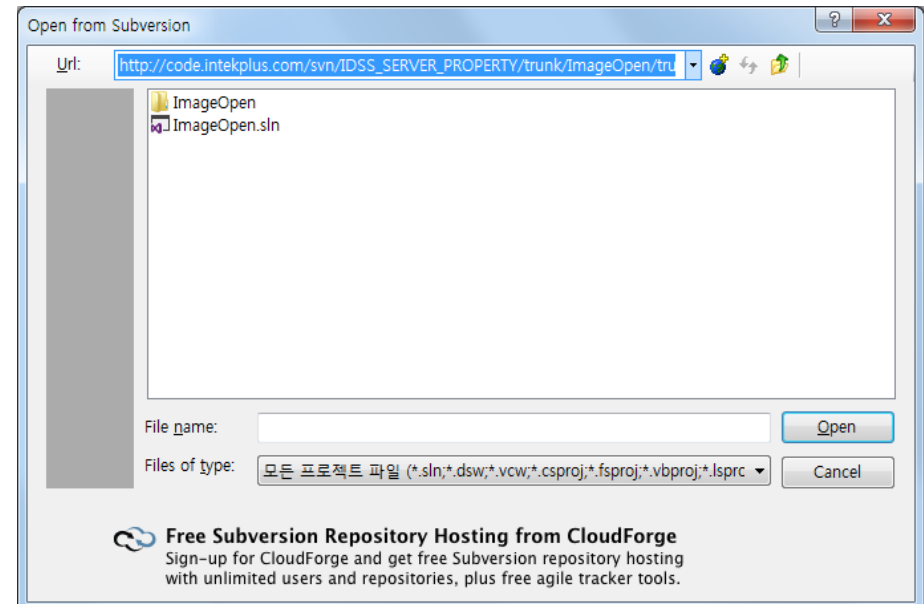 Open from Subversion
Url: http://code.intekplus.com/svn/IDSS_SERVER_PROPERTY/trunk/ImageOpen/tru
ImageOpen
ImageOpen.sln
File name: Open
Files of type: 모든 프로젝트 파일 (*.sln;*.dsw;*.vcw;*.csproj;*.fsproj;*.vbproj;*.lsprc Cancel
Free Subversion Repository Hosting from CloudForge
Sign-up for CloudForge and get free Subversion repository hosting
with unlimited users and repositories, plus free agile tracker tools.